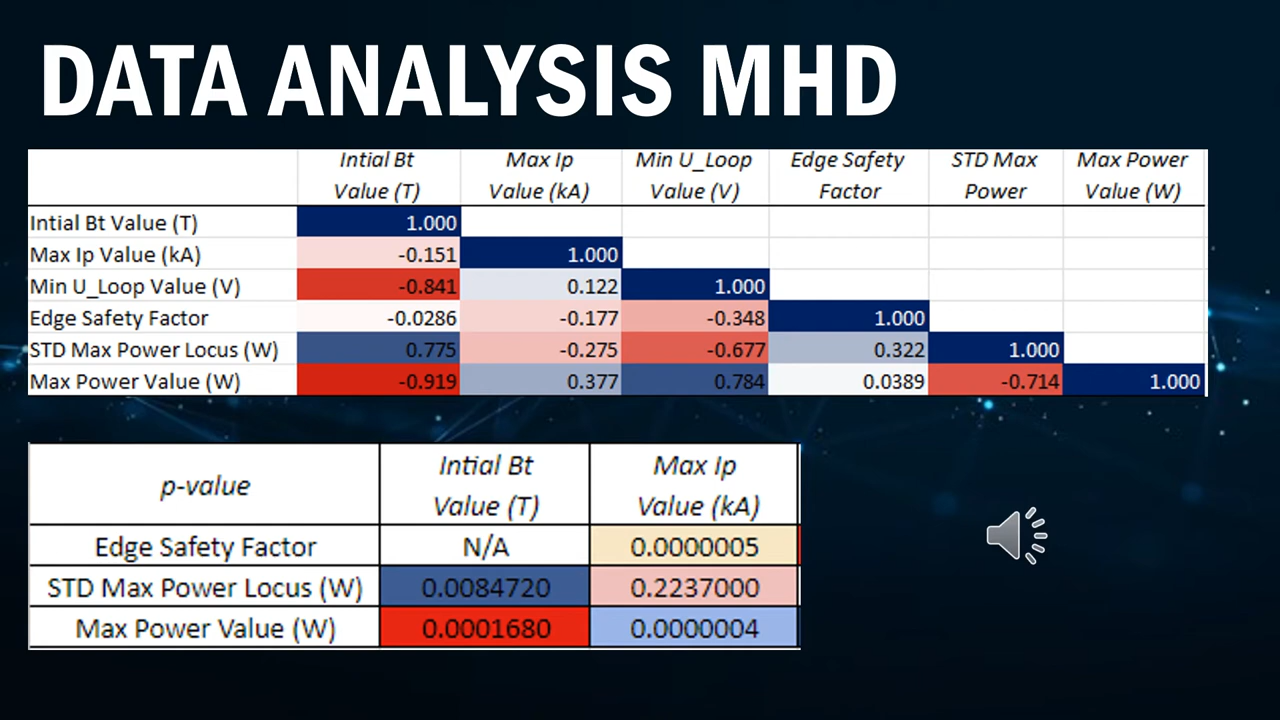 DATA ANALYSIS MHD
Intial Bt Value (T) Max Ip Value (kA) Min U_Loop Value (V) Edge Safety Factor STD Max Power Max Power Value (W)
Intial Bt Value (T) 1.000
Max Ip Value (kA) -0.151 1.000
Min U_Loop Value (V) -0.841 0.122 1.000
Edge Safety Factor -0.0286 -0.177 -0.348 1.000
STD Max Power Locus (W) 0.775 -0.275 -0.677 0.322 1.000
Max Power Value (W) -0.919 0.377 0.784 0.0389 -0.714 1.000
p-value Intial Bt Value (T) Max Ip Value (kA)
Edge Safety Factor N/A 0.0000005
STD Max Power Locus (W) 0.0084720 0.2237000
Max Power Value (W) 0.0001680 0.0000004